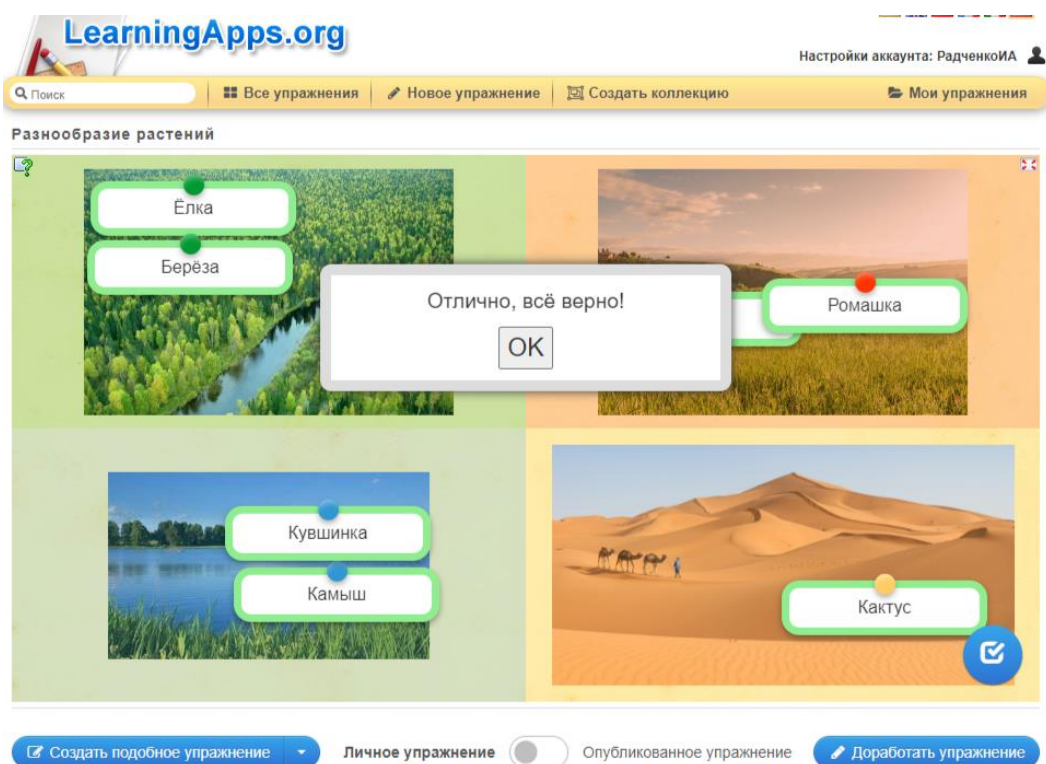 LearningApps.org
Настройки аккаунта: РадченкоИА
Поиск
Все упражнения
Новое упражнение
Создать коллекцию
Мои упражнения
Разнообразие растений
Ёлка
Берёза
Отлично, всё верно!
OK
Ромашка
Кувшинка
Камыш
Кактус
Создать подобное упражнение
Личное упражнение
Опубликованное упражнение
Доработать упражнение